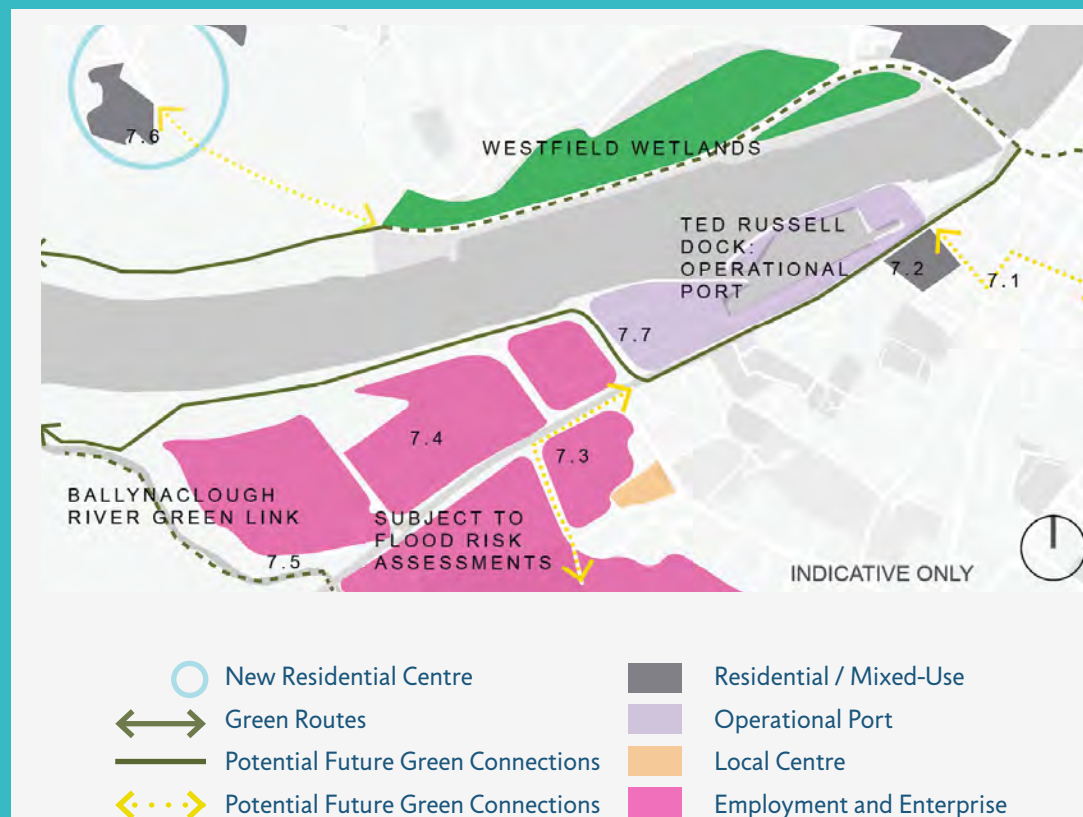 7.6
WESTFIELD WETLANDS
TED RUSSELL
DOCK:
OPERATIONAL
PORT
7.2
7.1
7.7
7.4
7.3
BALLYNACLOUGH
RIVER GREEN LINK
SUBJECT TO
FLOOD RISK
ASSESSMENTS
7.5
INDICATIVE ONLY
New Residential Centre
Green Routes
Potential Future Green Connections
Potential Future Green Connections
Residential / Mixed-Use
Operational Port
Local Centre
Employment and Enterprise